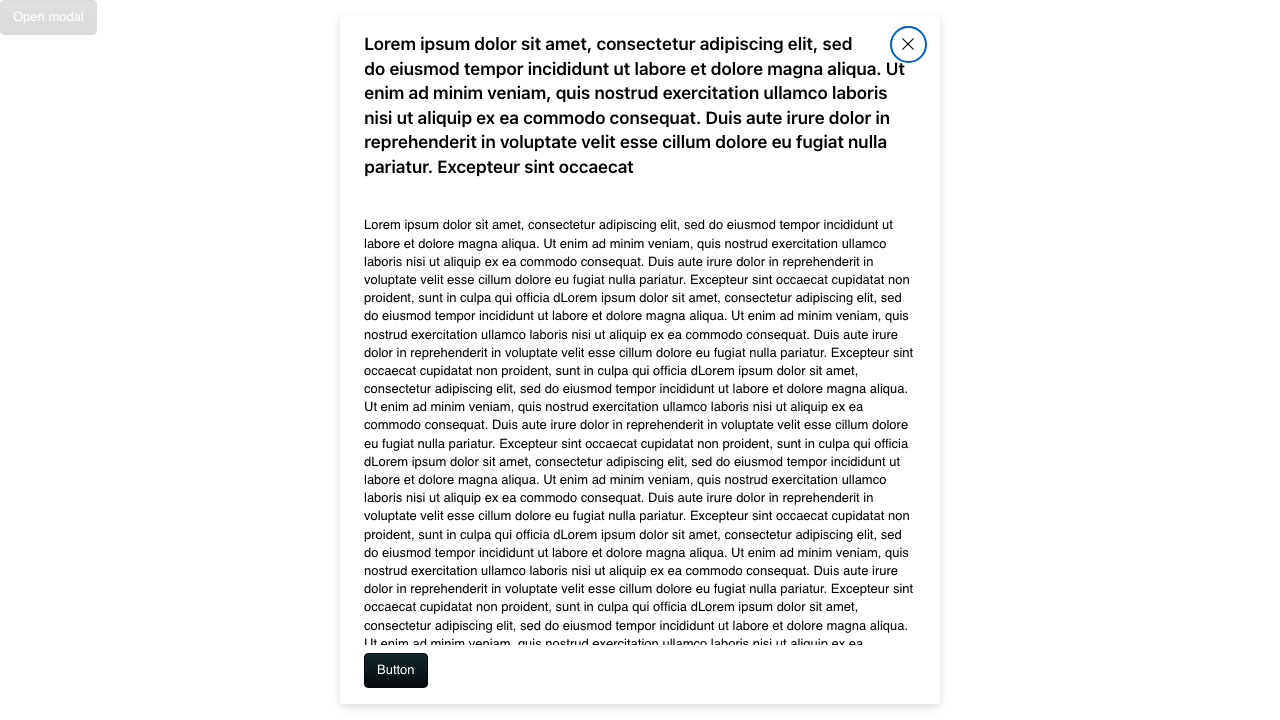 Open modal
Lorem ipsum dolor sit amet, consectetur adipiscing elit, sed
do eiusmod tempor incididunt ut labore et dolore magna aliqua. Ut
enim ad minim veniam, quis nostrud exercitation ullamco laboris
nisi ut aliquip ex ea commodo consequat. Duis aute irure dolor in
reprehenderit in voluptate velit esse cillum dolore eu fugiat nulla
pariatur. Excepteur sint occaecat
Lorem ipsum dolor sit amet, consectetur adipiscing elit, sed do eiusmod tempor incididunt ut
labore et dolore magna aliqua. Ut enim ad minim veniam, quis nostrud exercitation ullamco
laboris nisi ut aliquip ex ea commodo consequat. Duis aute irure dolor in reprehenderit in
voluptate velit esse cillum dolore eu fugiat nulla pariatur. Excepteur sint occaecat cupidatat non
proident, sunt in culpa qui officia dLorem ipsum dolor sit amet, consectetur adipiscing elit, sed
do eiusmod tempor incididunt ut labore et dolore magna aliqua. Ut enim ad minim veniam, quis
nostrud exercitation ullamco laboris nisi ut aliquip ex ea commodo consequat. Duis aute irure
dolor in reprehenderit in voluptate velit esse cillum dolore eu fugiat nulla pariatur. Excepteur sint
occaecat cupidatat non proident, sunt in culpa qui officia dLorem ipsum dolor sit amet,
consectetur adipiscing elit, sed do eiusmod tempor incididunt ut labore et dolore magna aliqua.
Ut enim ad minim veniam, quis nostrud exercitation ullamco laboris nisi ut aliquip ex ea
commodo consequat. Duis aute irure dolor in reprehenderit in voluptate velit esse cillum dolore
eu fugiat nulla pariatur. Excepteur sint occaecat cupidatat non proident, sunt in culpa qui officia
dLorem ipsum dolor sit amet, consectetur adipiscing elit, sed do eiusmod tempor incididunt ut
labore et dolore magna aliqua. Ut enim ad minim veniam, quis nostrud exercitation ullamco
laboris nisi ut aliquip ex ea commodo consequat. Duis aute irure dolor in reprehenderit in
voluptate velit esse cillum dolore eu fugiat nulla pariatur. Excepteur sint occaecat cupidatat non
proident, sunt in culpa qui officia dLorem ipsum dolor sit amet, consectetur adipiscing elit, sed
do eiusmod tempor incididunt ut labore et dolore magna aliqua. Ut enim ad minim veniam, quis
nostrud exercitation ullamco laboris nisi ut aliquip ex ea commodo consequat. Duis aute irure
dolor in reprehenderit in voluptate velit esse cillum dolore eu fugiat nulla pariatur. Excepteur sint
occaecat cupidatat non proident, sunt in culpa qui officia dLorem ipsum dolor sit amet,
consectetur adipiscing elit, sed do eiusmod tempor incididunt ut labore et dolore magna aliqua.
Ut enim ad minim veniam, quis nostrud exercitation ullamco laboris nisi ut aliquip ex ea
Button